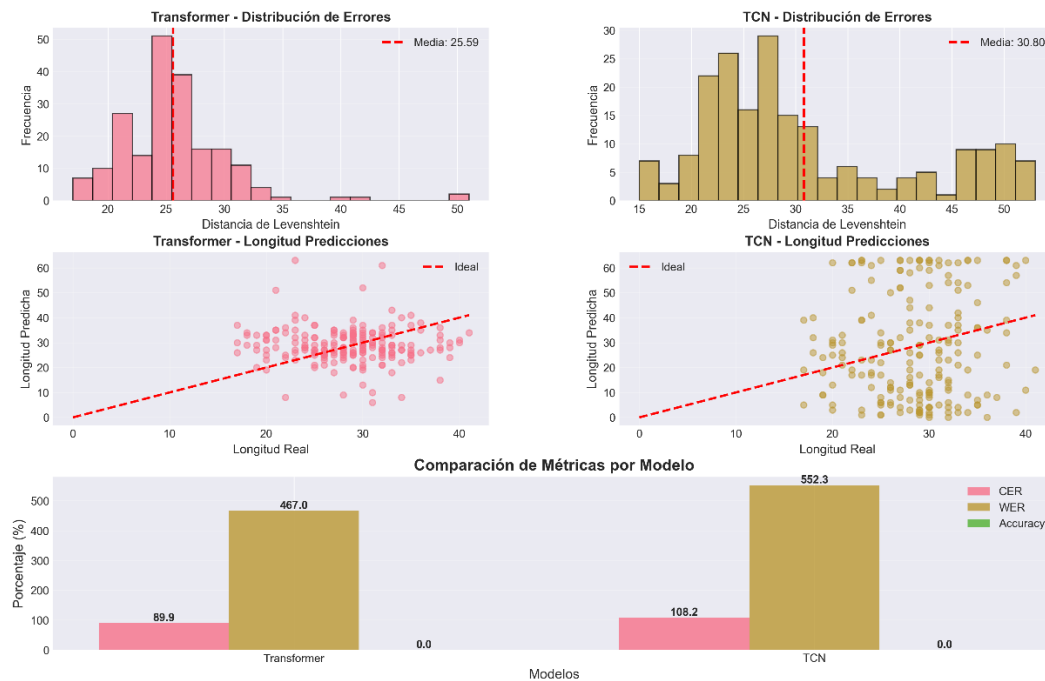 Transformer - Distribución de Errores
Frecuencia
50
40
30
20
10
0
Media: 25.59
20 25 30 35 40 45 50
Distancia de Levenshtein
TCN - Distribución de Errores
Frecuencia
30
25
20
15
10
5
0
Media: 30.80
15 20 25 30 35 40 45 50
Distancia de Levenshtein
Transformer - Longitud Predicciones
Longitud Predicha
60
50
40
30
20
10
0
Ideal
0 10 20 30 40
Longitud Real
TCN - Longitud Predicciones
Longitud Predicha
60
50
40
30
20
10
0
Ideal
0 10 20 30 40
Longitud Real
Comparación de Métricas por Modelo
Porcentaje (%)
500
400
300
200
100
0
89.9
467.0
0.0
108.2
552.3
0.0
CER
WER
Accuracy
Transformer
TCN
Modelos